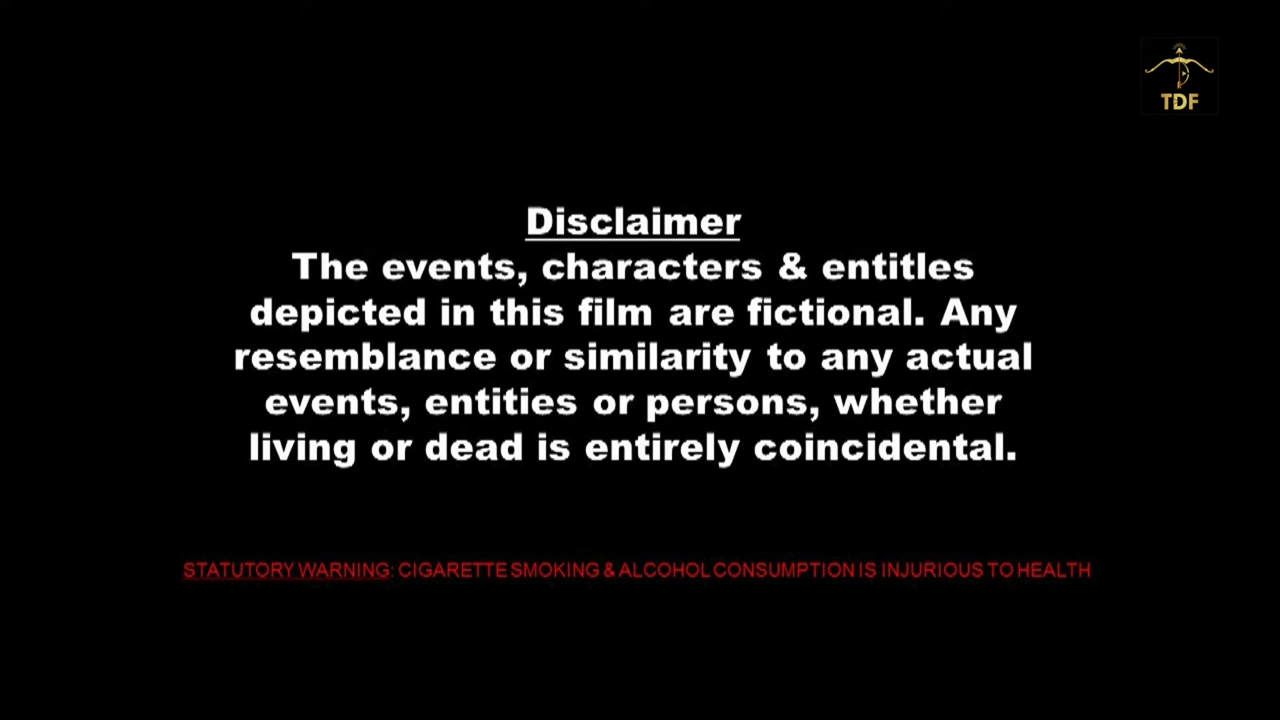 TDF
Disclaimer
The events, characters & entitles
depicted in this film are fictional. Any
resemblance or similarity to any actual
events, entities or persons, whether
living or dead is entirely coincidental.
STATUTORY WARNING: CIGARETTE SMOKING & ALCOHOL CONSUMPTION IS INJURIOUS TO HEALTH